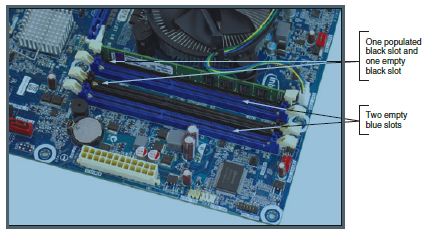 One populated
black slot and
one empty
black slot
Two empty
blue slots